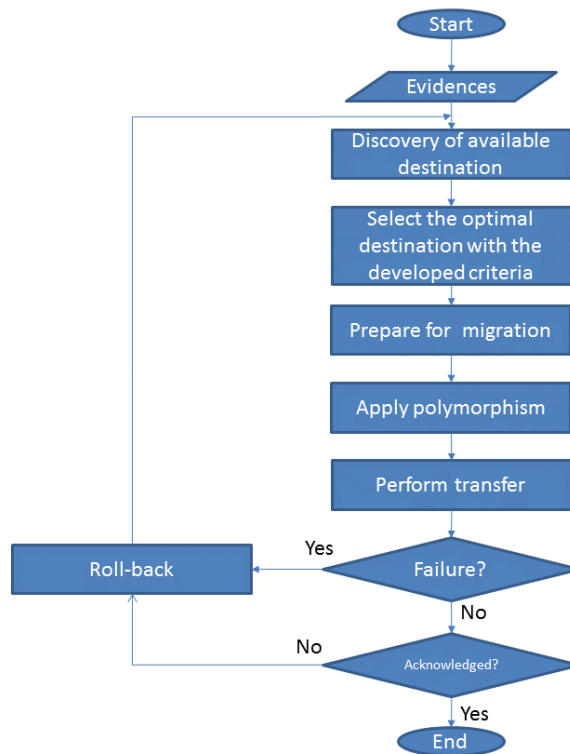 Start
Evidences
Discovery of available
destination
Select the optimal
destination with the
developed criteria
Prepare for migration
Apply polymorphism
Perform transfer
Yes
Roll-back
Failure?
No
No
Acknowledged?
Yes
End